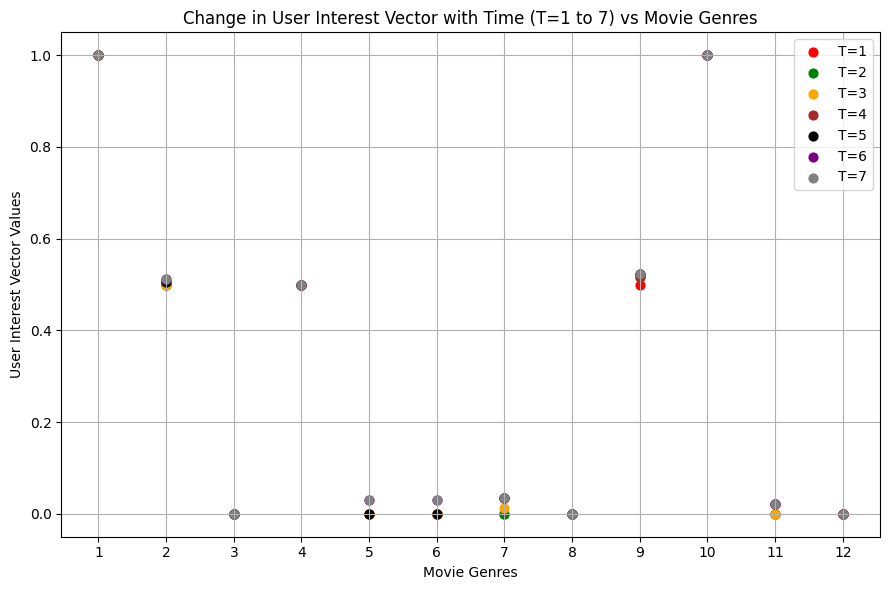 Change in User Interest Vector with Time (T=1 to 7) vs Movie Genres
1.0
0.8
0.6
0.4
0.2
0.0
User Interest Vector Values
T=1
T=2
T=3
T=4
T=5
T=6
T=7
1 2 3 4 5 6 7 8 9 10 11 12
Movie Genres